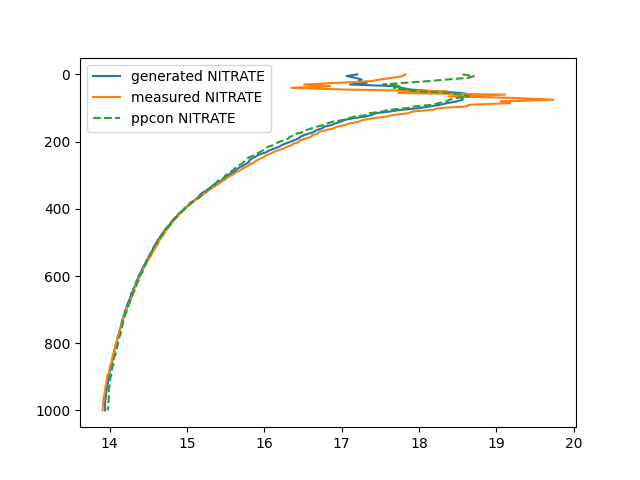 generated NITRATE
measured NITRATE
ppcon NITRATE
0
200
400
600
800
1000
14 15 16 17 18 19 20